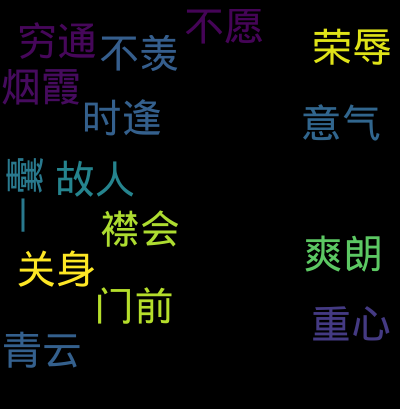 不愿
穷通
不羡
荣辱
烟霞
时逢
意气
一囊
故人
襟会
爽朗
关身
门前
重心
青云